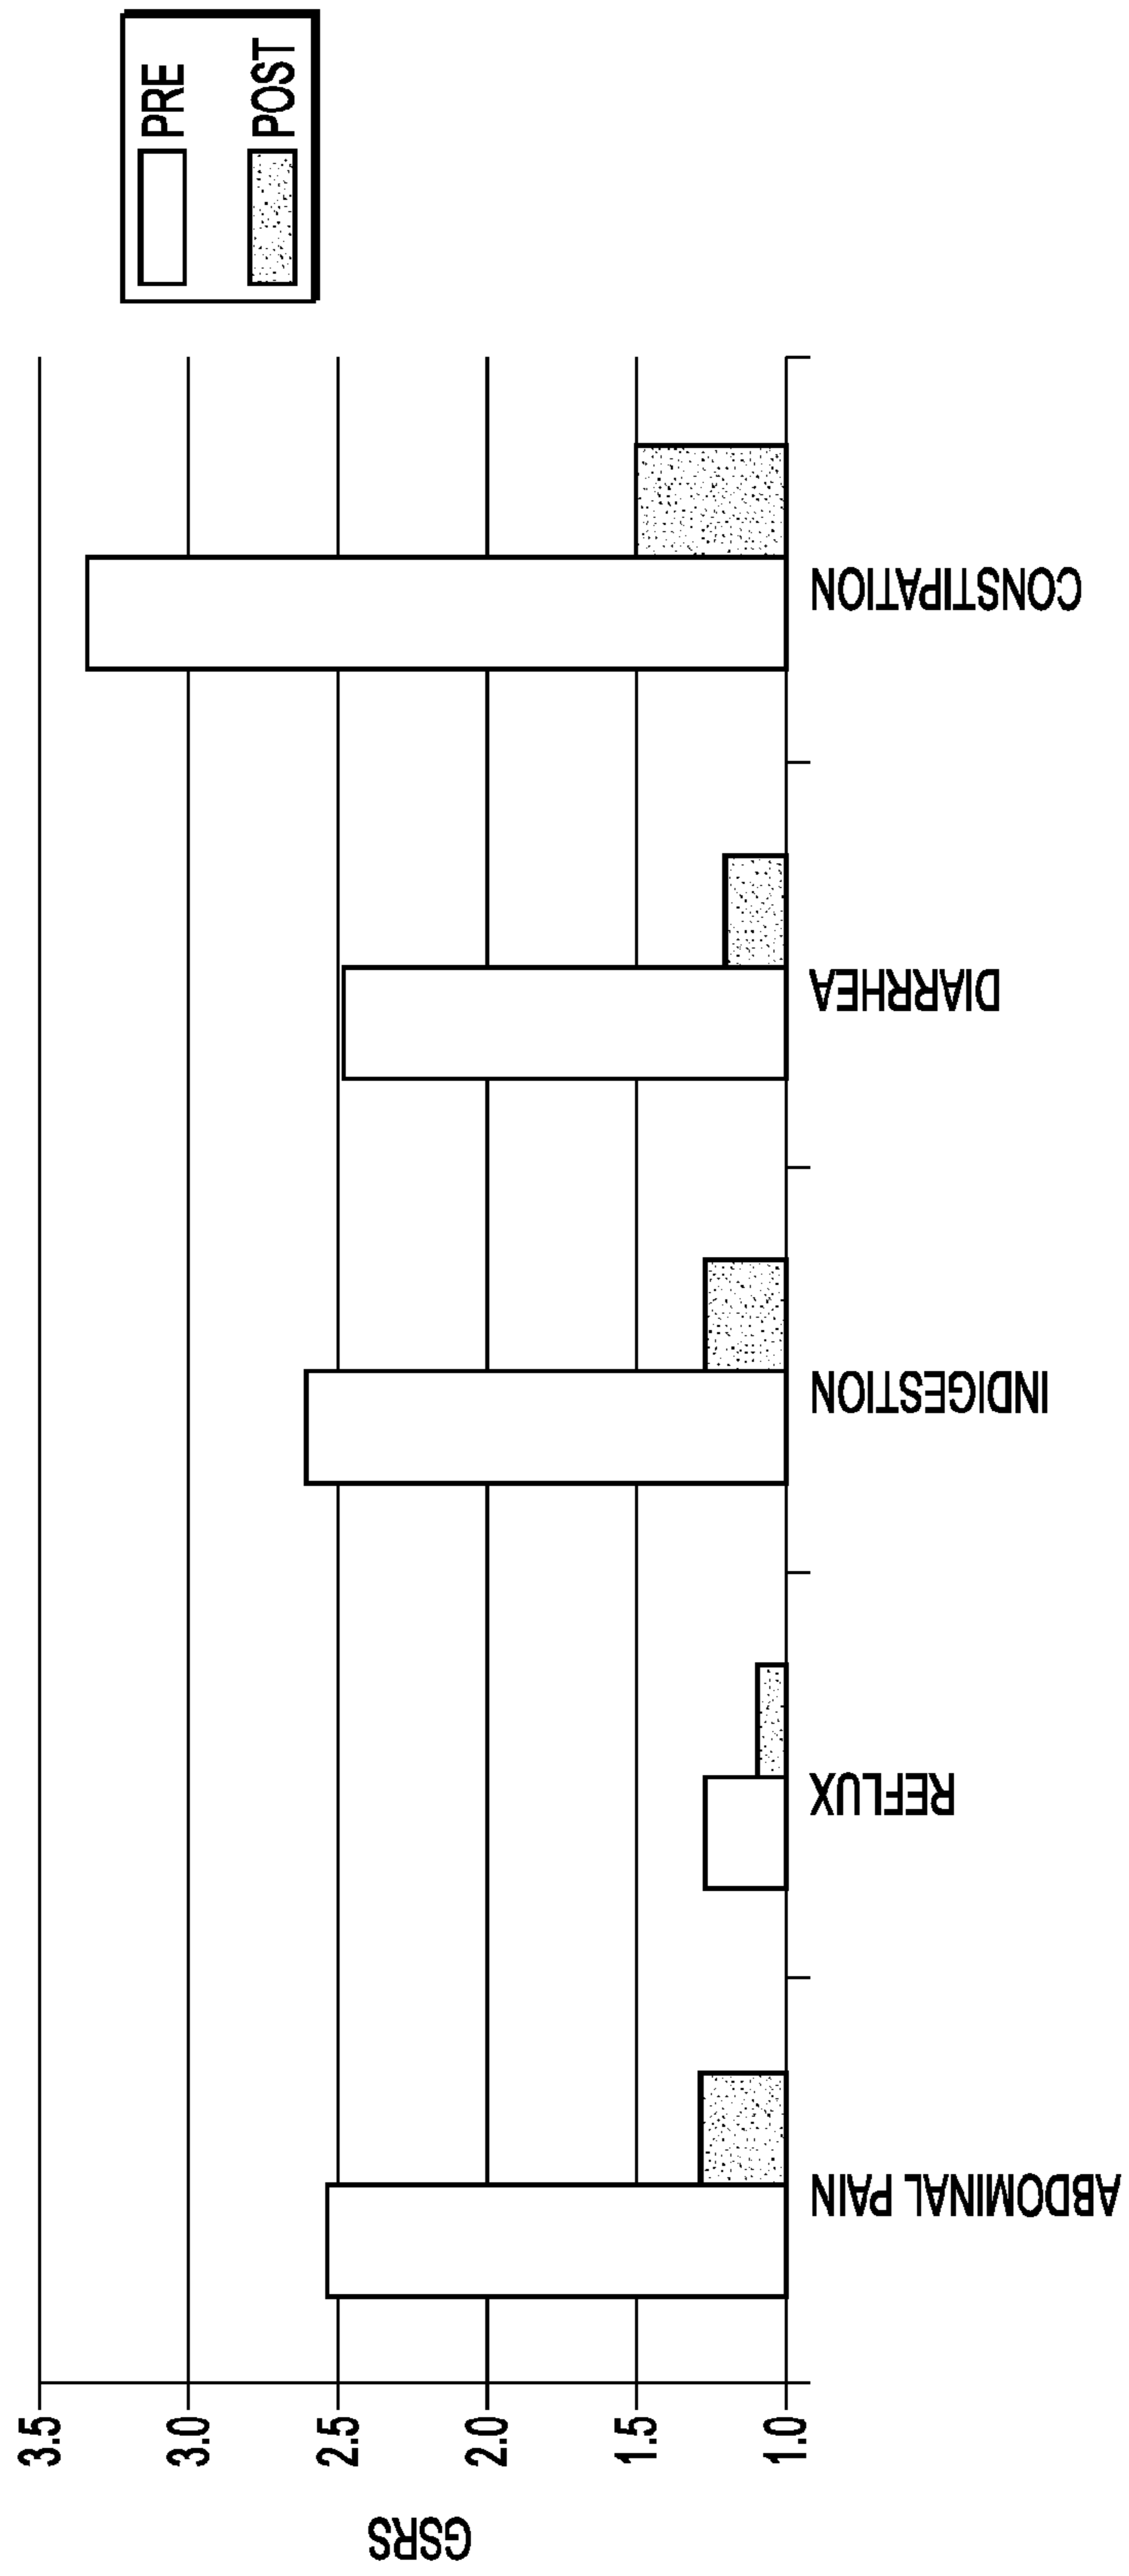 PRE
POST
3.5
3.0
2.5
2.0
1.5
1.0
GSRS
ABDOMINAL PAIN
REFLUX
INDIGESTION
DIARRHEA
CONSTIPATION